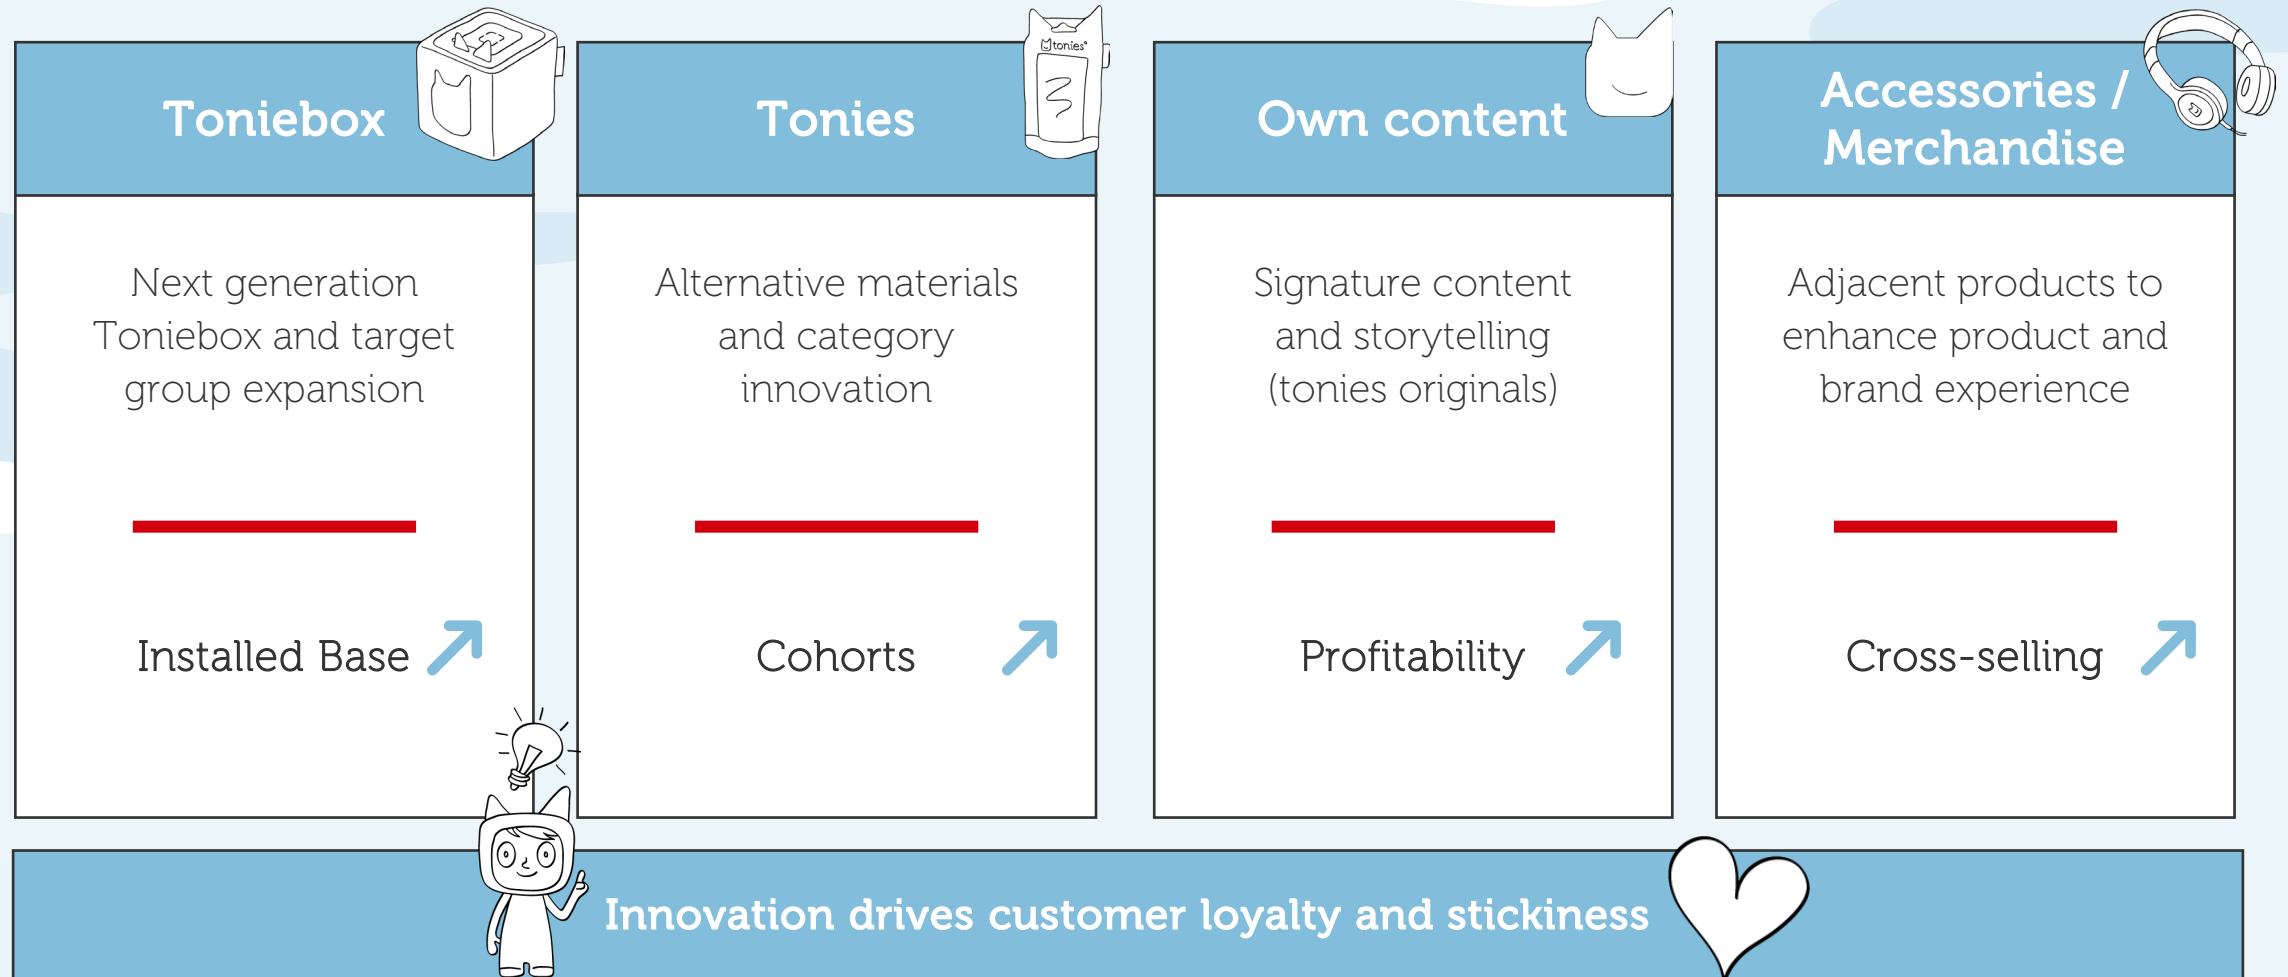 Toniebox
tonies®
Tonies
Own content
Accessories /
Merchandise
Next generation
Toniebox and target
group expansion
Alternative materials
and category
innovation
Signature content
and storytelling
(tonies originals)
Adjacent products to
enhance product and
brand experience
Installed Base
Cohorts
Profitability
Cross-selling
Innovation drives customer loyalty and stickiness